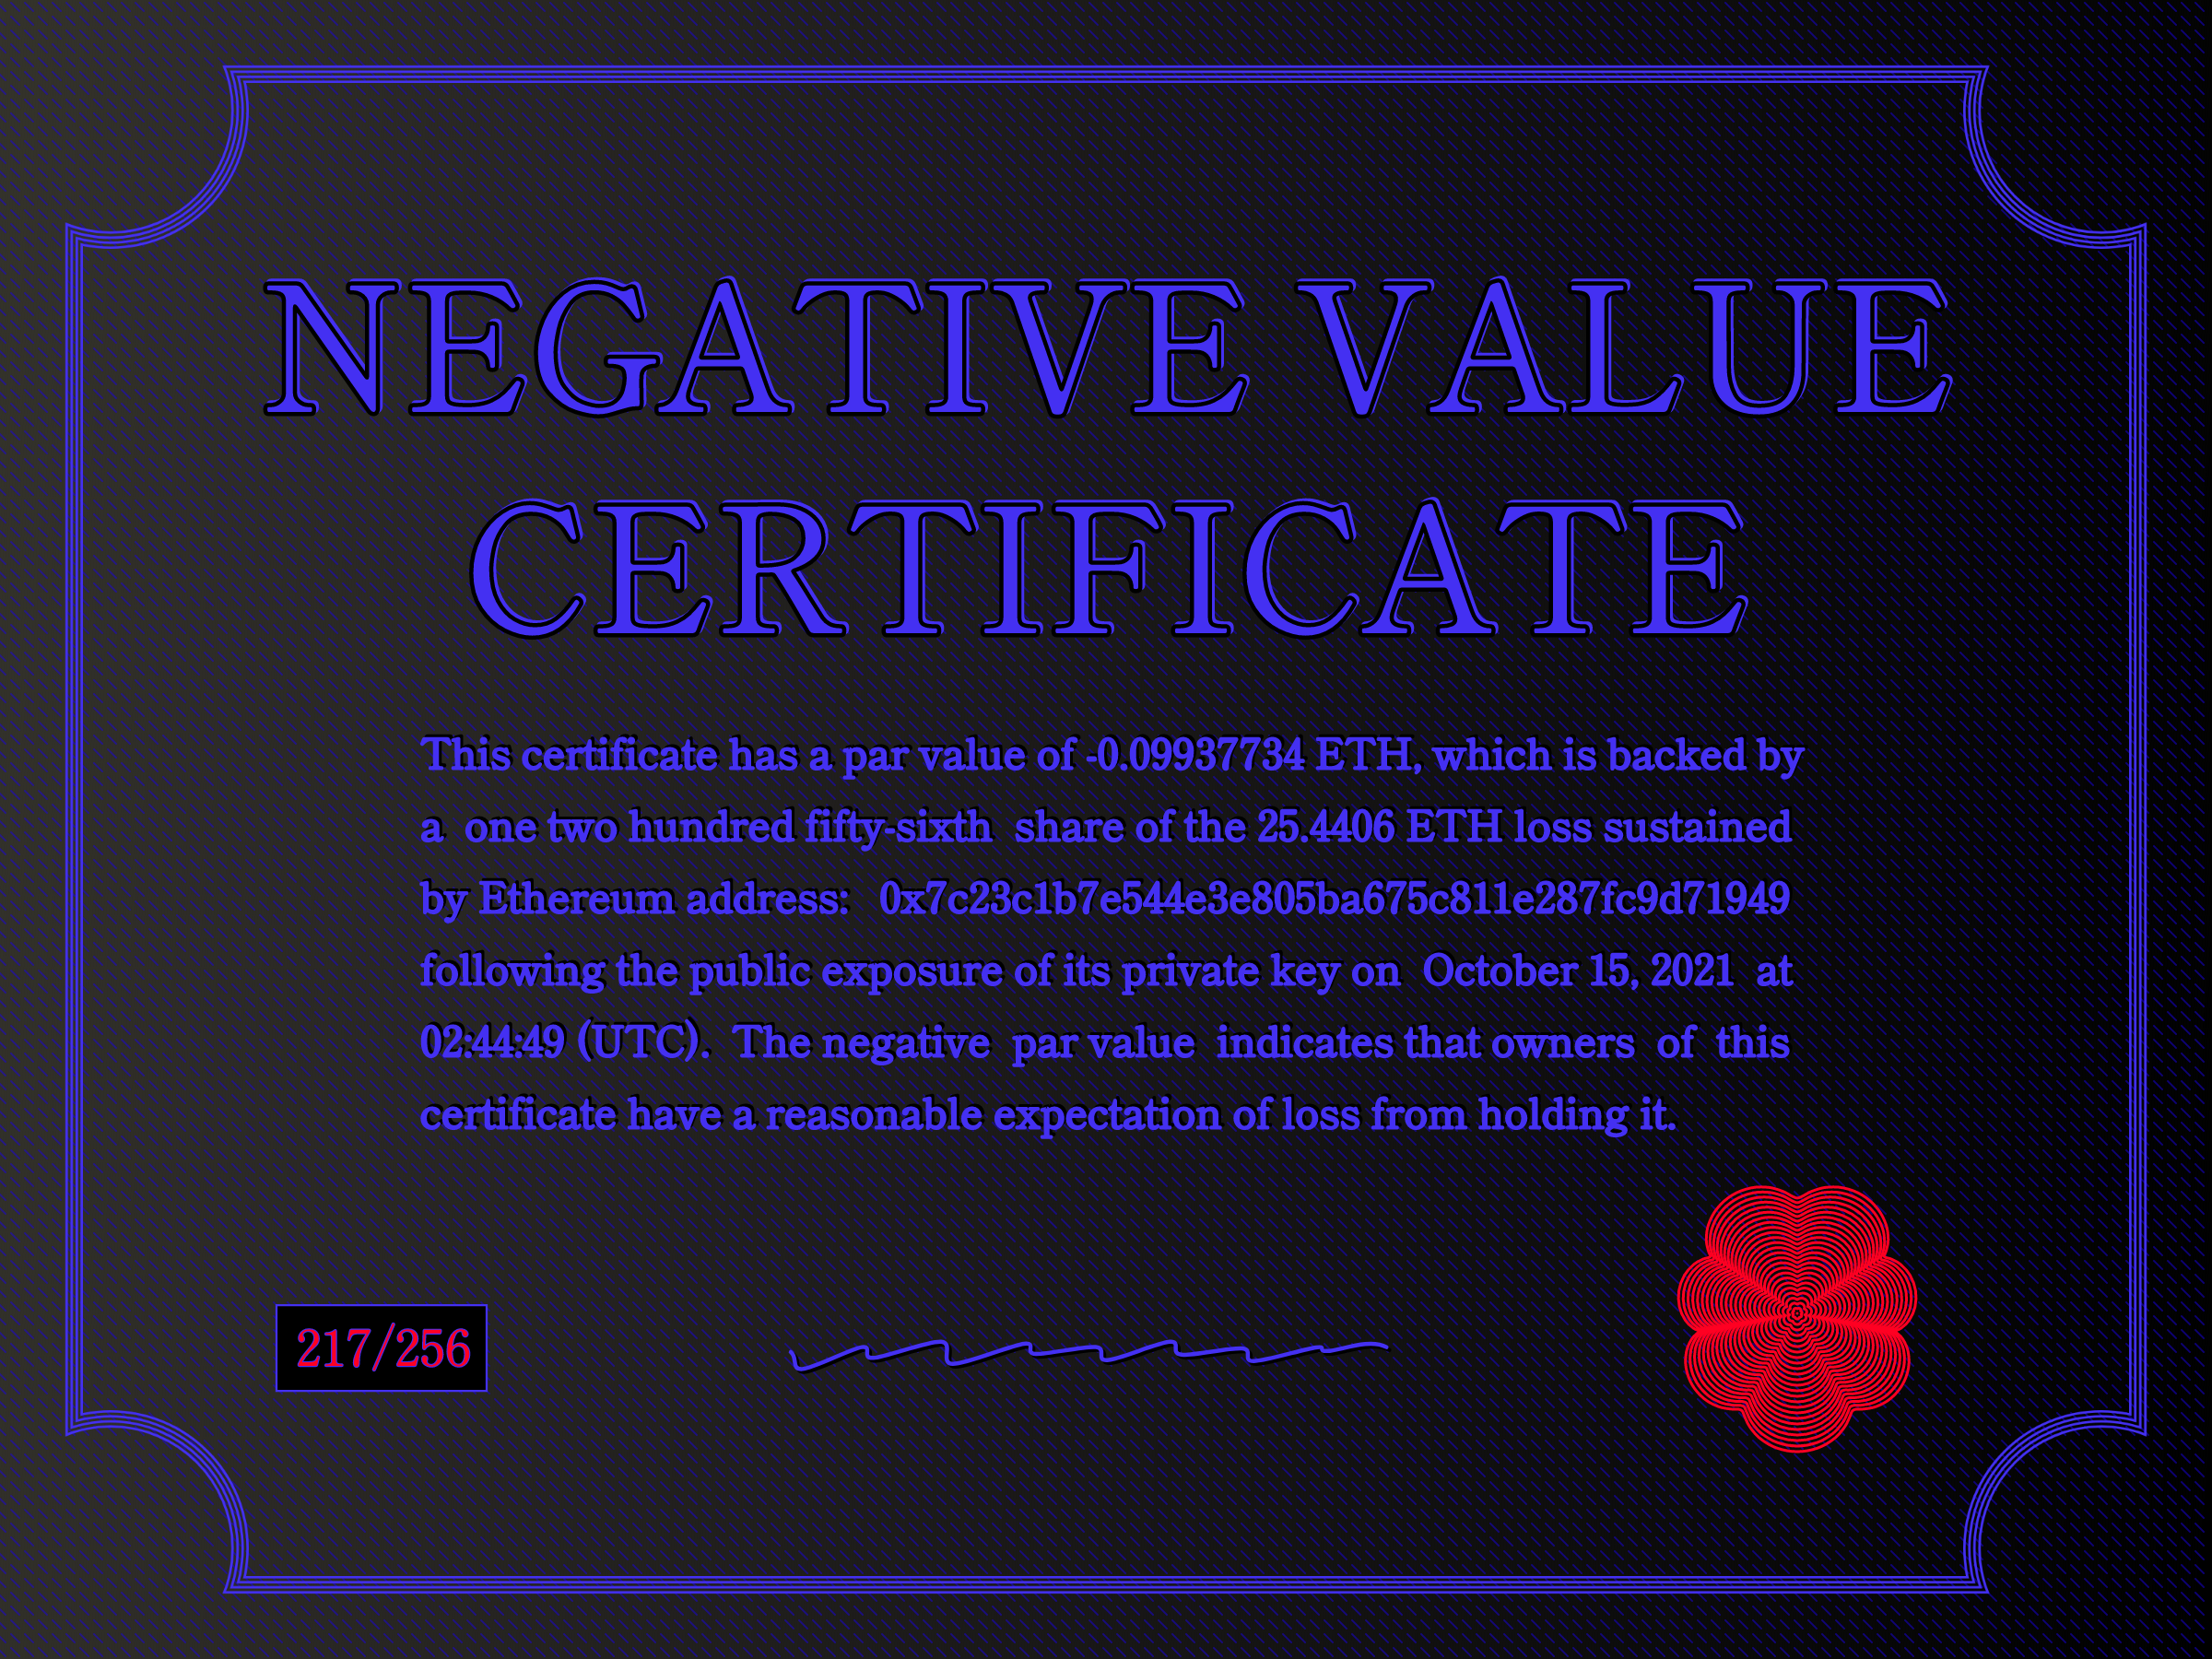 NEGATIVE VALUE
CERTIFICATE
This certificate has a par value of -0.09937734 ETH, which is backed by
a one two hundred fifty-sixth share of the 25.4406 ETH loss sustained
by Ethereum address: 0x7c23c1b7e544e3e805ba675c811e287fc9d71949
following the public exposure of its private key on October 15, 2021 at
02:44:49 (UTC). The negative par value indicates that owners of this
certificate have a reasonable expectation of loss from holding it.
217/256